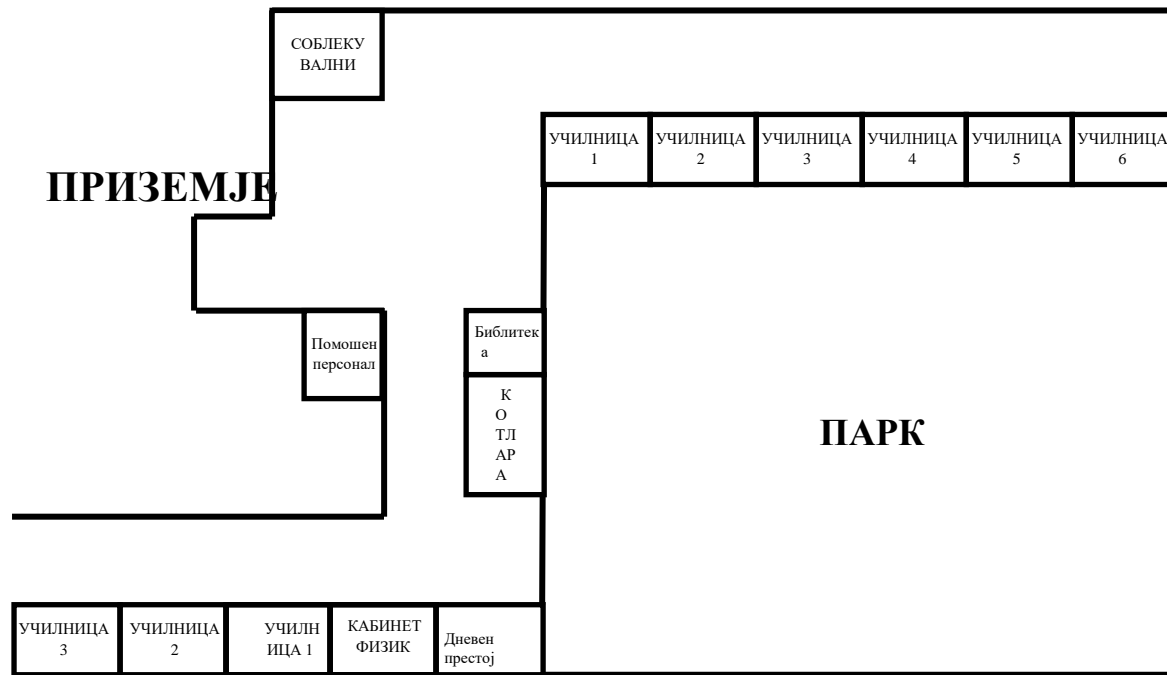 СОБЛЕКУ
ВАЛНИ
УЧИЛНИЦА
1
УЧИЛНИЦА
2
УЧИЛНИЦА
3
УЧИЛНИЦА
4
УЧИЛНИЦА
5
УЧИЛНИЦА
6
ПРИЗЕМЈЕ
Помошен
персонал
Библитек
а
К
О
ТЛ
АР
А
ПАРК
УЧИЛНИЦА
3
УЧИЛНИЦА
2
УЧИЛН
ИЦА 1
КАБИНЕТ
ФИЗИК
Дневен
престој